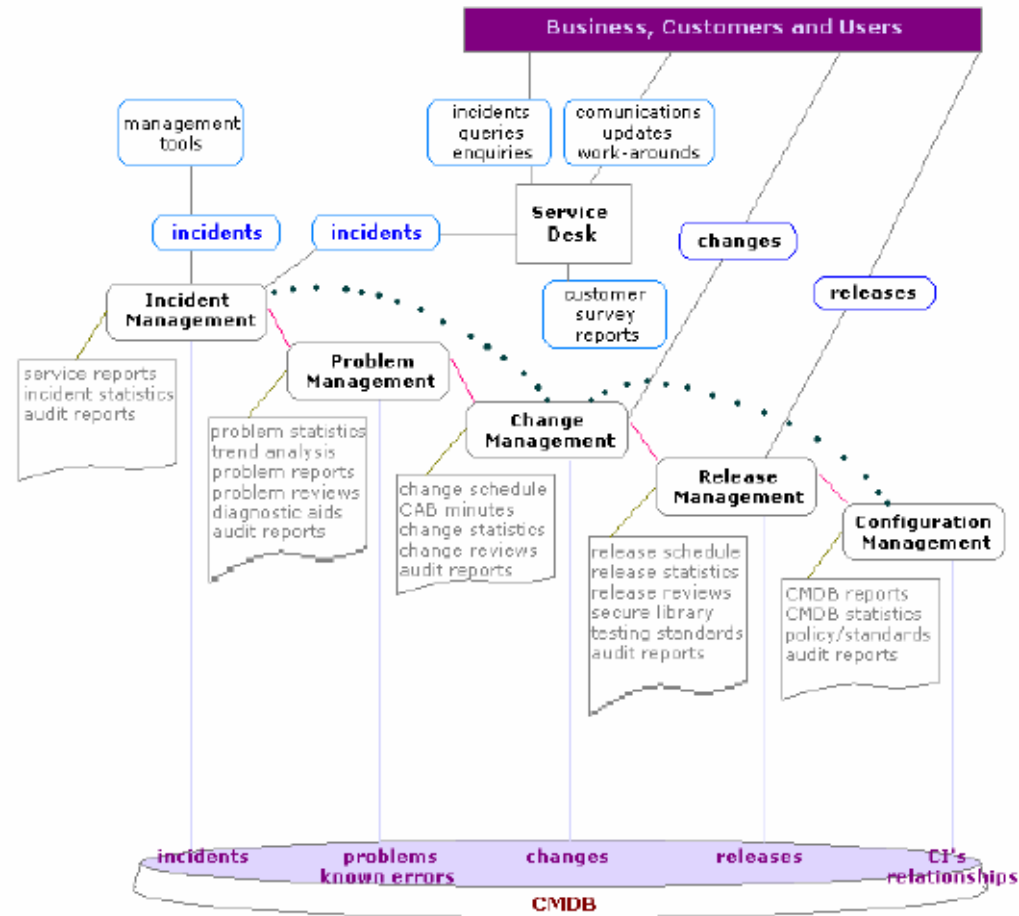 Business, Customers and Users
incidents
queries
enquiries
comunications
updates
work-arounds
management
tools
Service
Desk
incidents
incidents
changes
releases
customer
survey
reports
Incident
Management
Problem
Management
Change
Management
Release
Management
Configuration
Management
service reports
incident statistics
audit reports
problem statistics
trend analysis
problem reports
problem reviews
diagnostic aids
audit reports
change schedule
CAB minutes
change statistics
change reviews
audit reports
release schedule
release statistics
release reviews
secure library
testing standards
audit reports
CMDB reports
CMDB statistics
policy/standards
audit reports
incidents
problems
known errors
changes
releases
CI's
relationships
CMDB